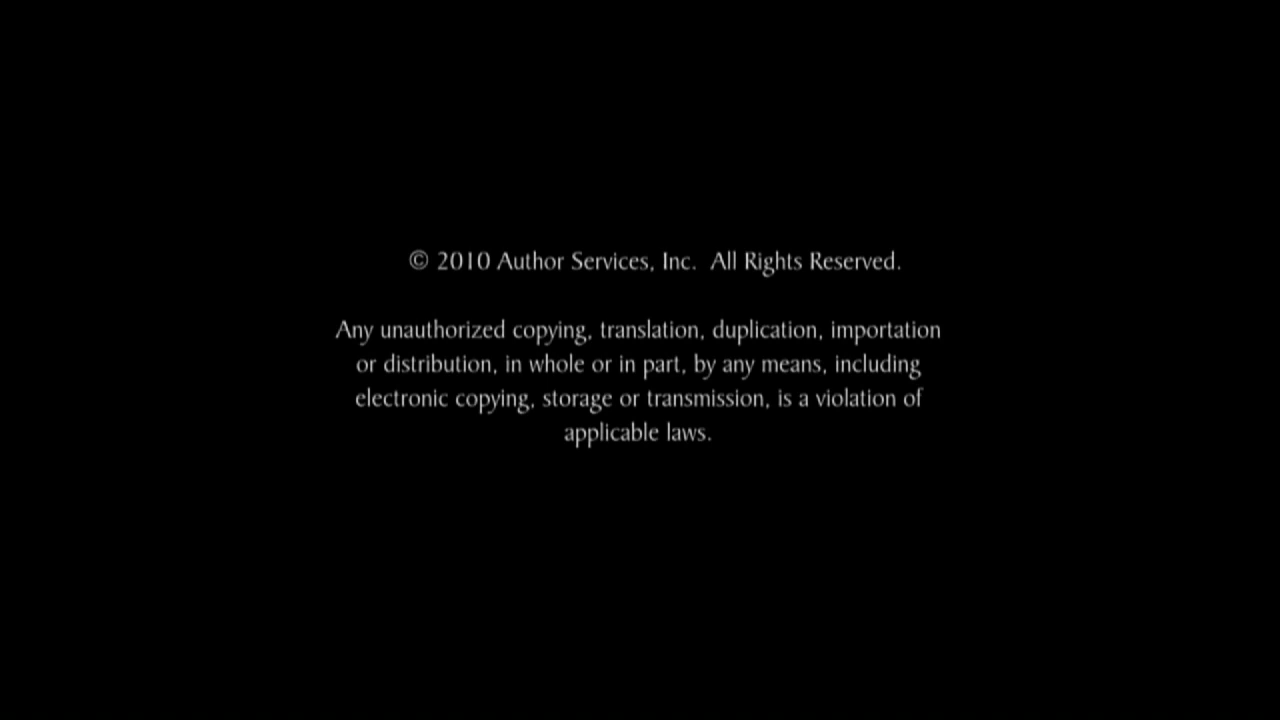 © 2010 Author Services, Inc.  All Rights Reserved.
Any unauthorized copying, translation, duplication, importation
or distribution, in whole or in part, by any means, including
electronic copying, storage or transmission, is a violation of
applicable laws.